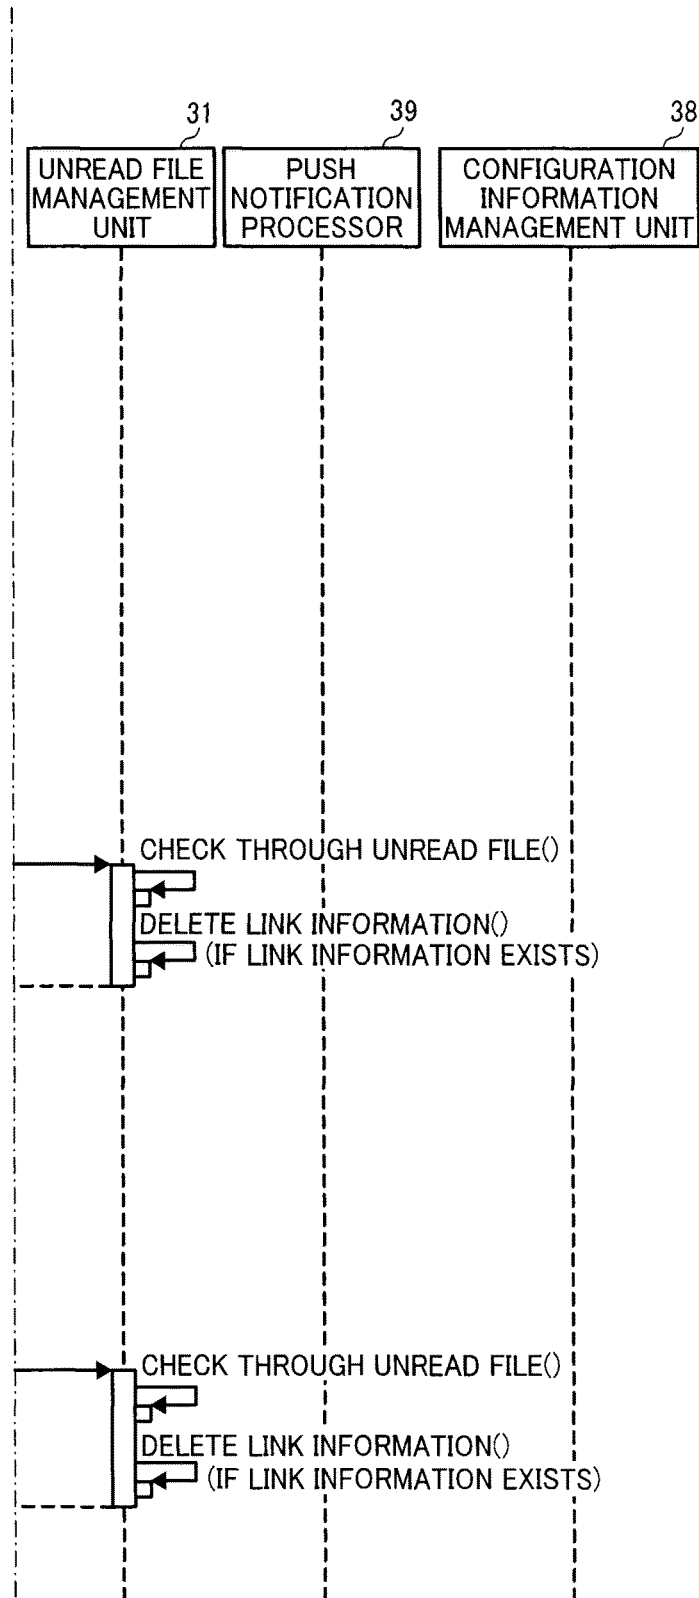 31
39
38
UNREAD FILE
MANAGEMENT
UNIT
PUSH
NOTIFICATION
PROCESSOR
CONFIGURATION
INFORMATION
MANAGEMENT UNIT
CHECK THROUGH UNREAD FILE()
DELETE LINK INFORMATION()
(IF LINK INFORMATION EXISTS)
CHECK THROUGH UNREAD FILE()
DELETE LINK INFORMATION()
(IF LINK INFORMATION EXISTS)